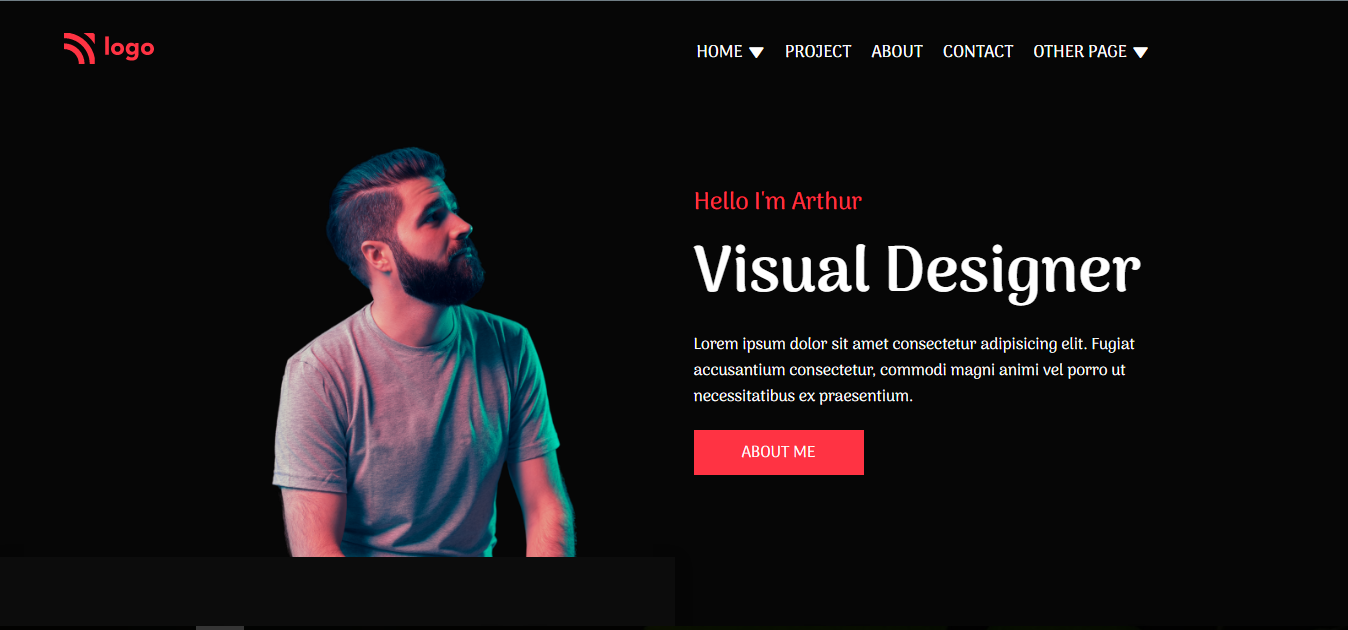 logo
HOME PROJECT ABOUT CONTACT OTHER PAGE
Hello I'm Arthur
Visual Designer
Lorem ipsum dolor sit amet consectetur adipisicing elit. Fugiat
accusantium consectetur, commodi magni animi vel porro ut
necessitatibus ex praesentium.
ABOUT ME